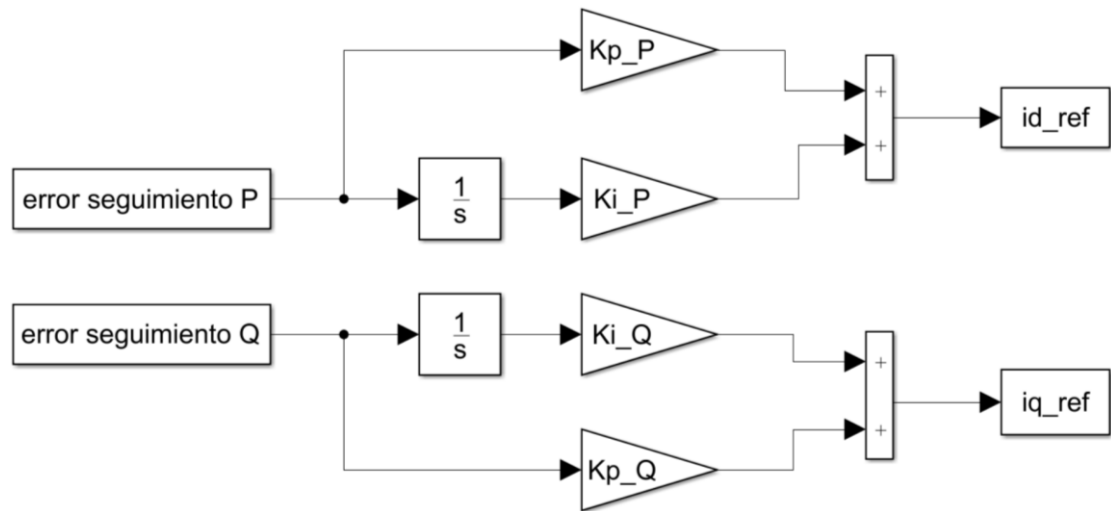 Kp_P
+
id_ref
+
error seguimiento P
1
s
Ki_P
error seguimiento Q
1
s
Ki_Q
+
iq_ref
+
Kp_Q